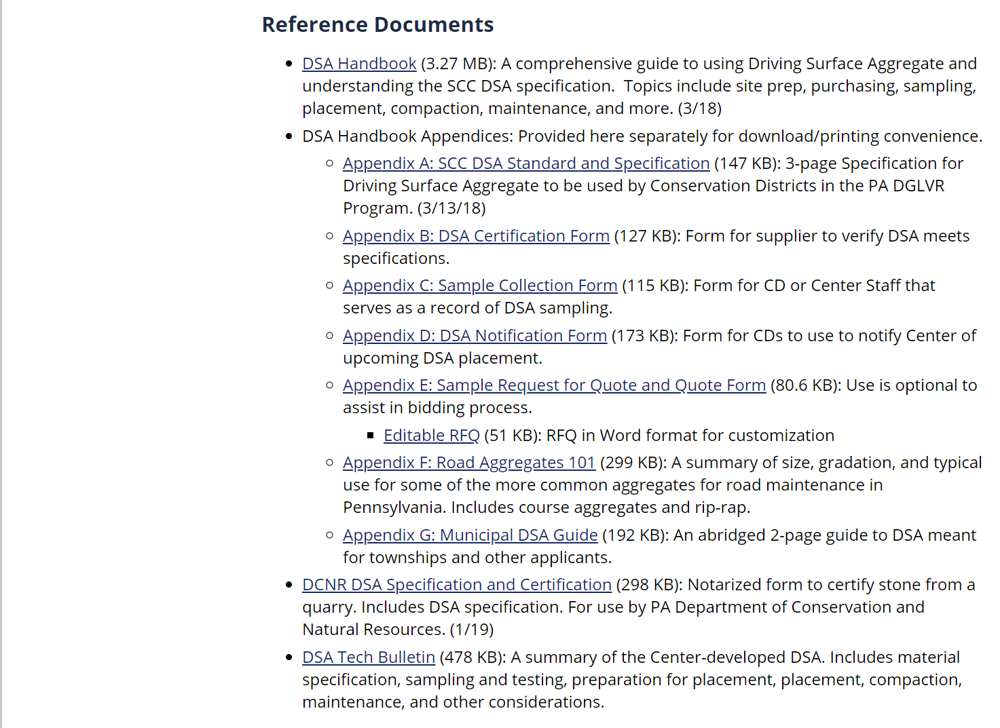 Reference Documents
DSA Handbook (3.27 MB): A comprehensive guide to using Driving Surface Aggregate and
understanding the SCC DSA specification.  Topics include site prep, purchasing, sampling,
placement, compaction, maintenance, and more. (3/18)
DSA Handbook Appendices: Provided here separately for download/printing convenience.
Appendix A: SCC DSA Standard and Specification (147 KB): 3-page Specification for
Driving Surface Aggregate to be used by Conservation Districts in the PA DGLVR
Program. (3/13/18)
Appendix B: DSA Certification Form (127 KB): Form for supplier to verify DSA meets
specifications.
Appendix C: Sample Collection Form (115 KB): Form for CD or Center Staff that
serves as a record of DSA sampling.
Appendix D: DSA Notification Form (173 KB): Form for CDs to use to notify Center of
upcoming DSA placement.
Appendix E: Sample Request for Quote and Quote Form (80.6 KB): Use is optional to
assist in bidding process.
Editable RFQ (51 KB): RFQ in Word format for customization
Appendix F: Road Aggregates 101 (299 KB): A summary of size, gradation, and typical
use for some of the more common aggregates for road maintenance in
Pennsylvania. Includes course aggregates and rip-rap.
Appendix G: Municipal DSA Guide (192 KB): An abridged 2-page guide to DSA meant
for townships and other applicants.
DCNR DSA Specification and Certification (298 KB): Notarized form to certify stone from a
quarry. Includes DSA specification. For use by PA Department of Conservation and
Natural Resources. (1/19)
DSA Tech Bulletin (478 KB): A summary of the Center-developed DSA. Includes material
specification, sampling and testing, preparation for placement, placement, compaction,
maintenance, and other considerations.